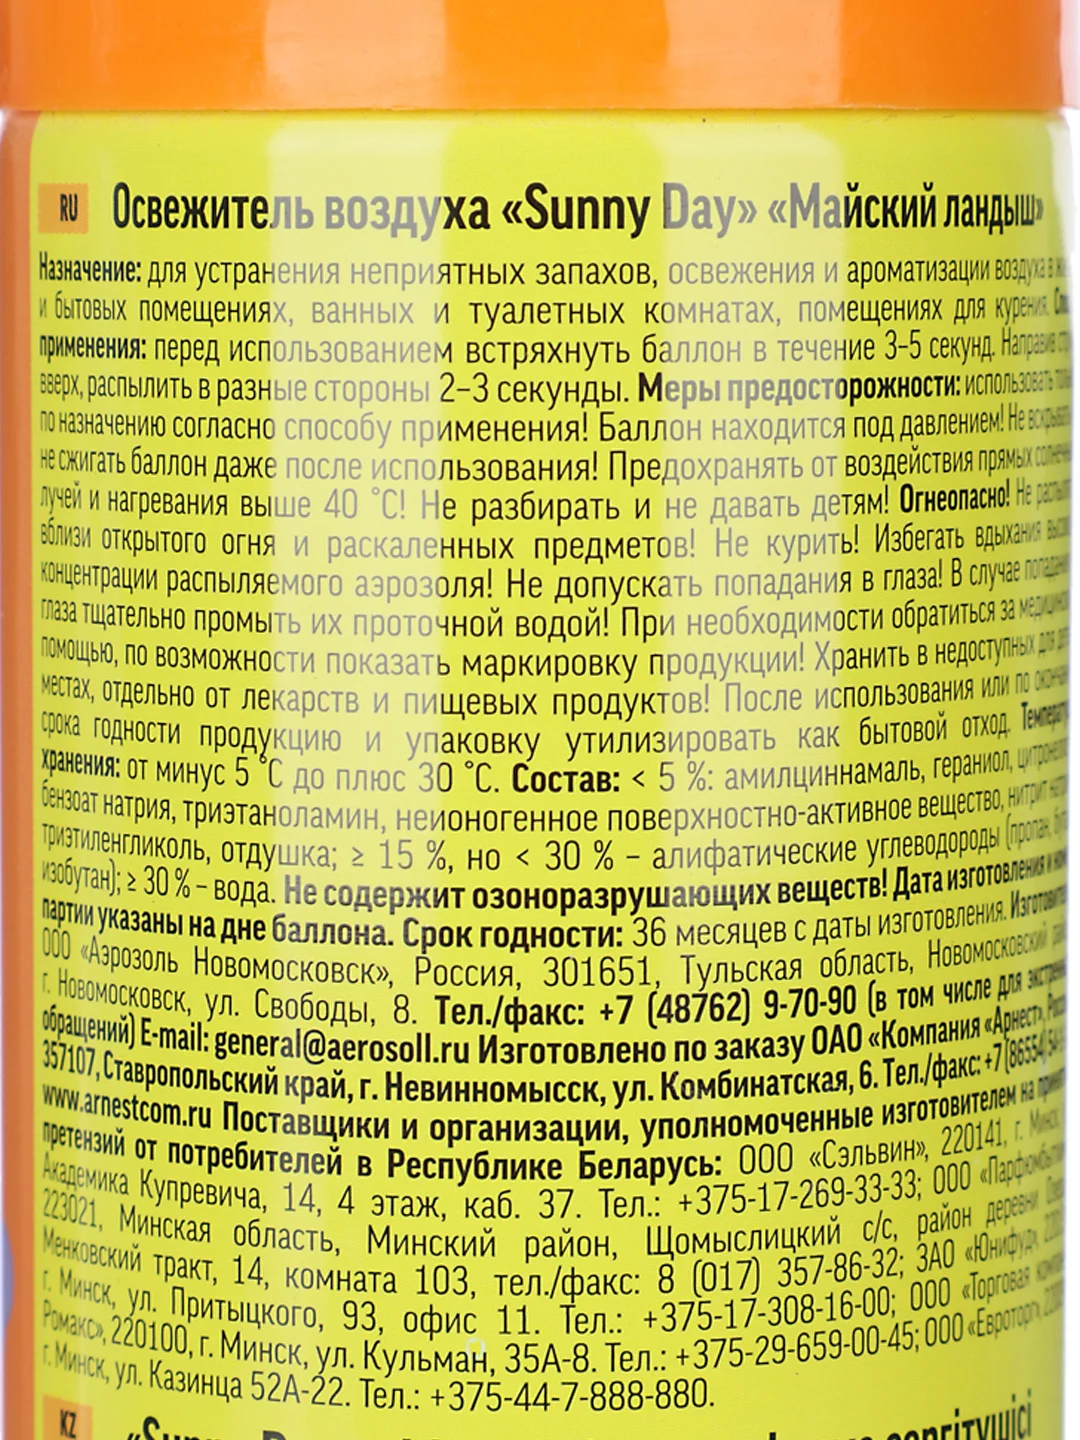 RU Освежитель воздуха «Sunny Day» «Майский ландыш»
Назначение: для устранения неприятных запахов, освежения и ароматизации воздуха в
и бытовых помещениях, ванных и туалетных комнатах, помещениях для курения.
применения: перед использованием встряхнуть баллон в течение 3–5 секунд. Направив
вверх, распылить в разные стороны 2–3 секунды. Меры предосторожности: использовать
по назначению согласно способу применения! Баллон находится под давлением! Не вскрывать
не сжигать баллон даже после использования! Предохранять от воздействия прямых солнечных
лучей и нагревания выше 40 °C! Не разбирать и не давать детям! Огнеопасно! Не
вблизи открытого огня и раскаленных предметов! Не курить! Избегать вдыхания
концентрации распыляемого аэрозоля! Не допускать попадания в глаза! В случае попадания
глаза тщательно промыть их проточной водой! При необходимости обратиться за
помощью, по возможности показать маркировку продукции! Хранить в недоступных для
местах, отдельно от лекарств и пищевых продуктов! После использования или по
срока годности продукцию и упаковку утилизировать как бытовой отход.
хранения: от минус 5 °C до плюс 30 °C. Состав: < 5 %: амилциннамаль, гераниол,
бензоат натрия, триэтаноламин, неионогенное поверхностно-активное вещество, нитрит
триэтиленгликоль, отдушка; ≥ 15 %, но < 30 % – алифатические углеводороды (пропан,
изобутан); ≥ 30 % – вода. Не содержит озоноразрушающих веществ! Дата изготовления и
партии указаны на дне баллона. Срок годности: 36 месяцев с даты изготовления.
ООО «Аэрозоль Новомосковск», Россия, 301651, Тульская область, Новомосковский
г. Новомосковск, ул. Свободы, 8. Тел./факс: +7 (48762) 9-70-90 (в том числе для
обращений) E-mail: general@aerosoll.ru Изготовлено по заказу ОАО «Компания «Арнест»,
357107, Ставропольский край, г. Невинномысск, ул. Комбинатская, 6. Тел./факс: +7 (86554)
www.arnestcom.ru Поставщики и организации, уполномоченные изготовителем на
претензий от потребителей в Республике Беларусь: ООО «Сэльвин», 220141, г. Минск,
Академика Купревича, 14, 4 этаж, каб. 37. Тел.: +375-17-269-33-33; ООО
223021, Минская область, Минский район, Щомыслицкий с/с, район деревни
Менковский тракт, 14, комната 103, тел./факс: 8 (017) 357-86-32; ЗАО «Юнифуд»,
г. Минск, ул. Притыцкого, 93, офис 11. Тел.: +375-17-308-16-00; ООО «Торговая
Ромакс», 220100, г. Минск, ул. Кульман, 35А-8. Тел.: +375-29-659-00-45; ООО «Евроторг»,
г. Минск, ул. Казинца 52А-22. Тел.: +375-44-7-888-880.
KZ